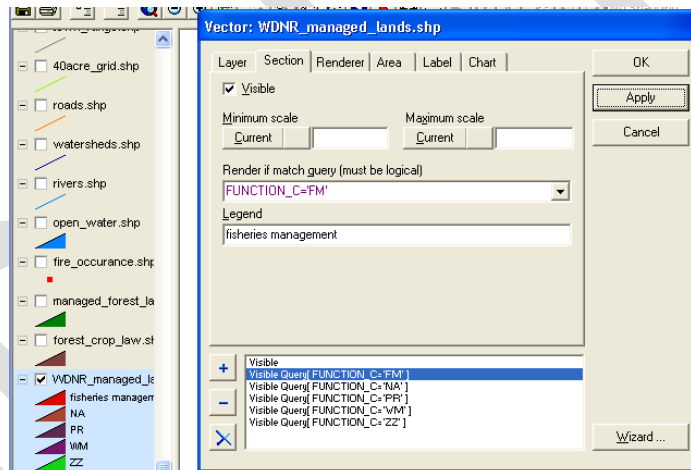 Vector: WDNR_managed_lands.shp
40acre_grid.shp
roads.shp
watersheds.shp
rivers.shp
open_water.shp
fire_occurance.shp
managed_forest_la
forest_crop_law.sh
WDNR_managed_la
fisheries managem
NA
PR
WM
ZZ
Layer Section Renderer Area Label Chart
Visible
Minimum scale Maximum scale
Current Current
Render if match query (must be logical)
FUNCTION_C='FM'
Legend
fisheries management
+
−
Visible
Visible Query[ FUNCTION_C='FM' ]
Visible Query[ FUNCTION_C='NA' ]
Visible Query[ FUNCTION_C='PR' ]
Visible Query[ FUNCTION_C='WM' ]
Visible Query[ FUNCTION_C='ZZ' ]
OK
Apply
Cancel
Wizard ...